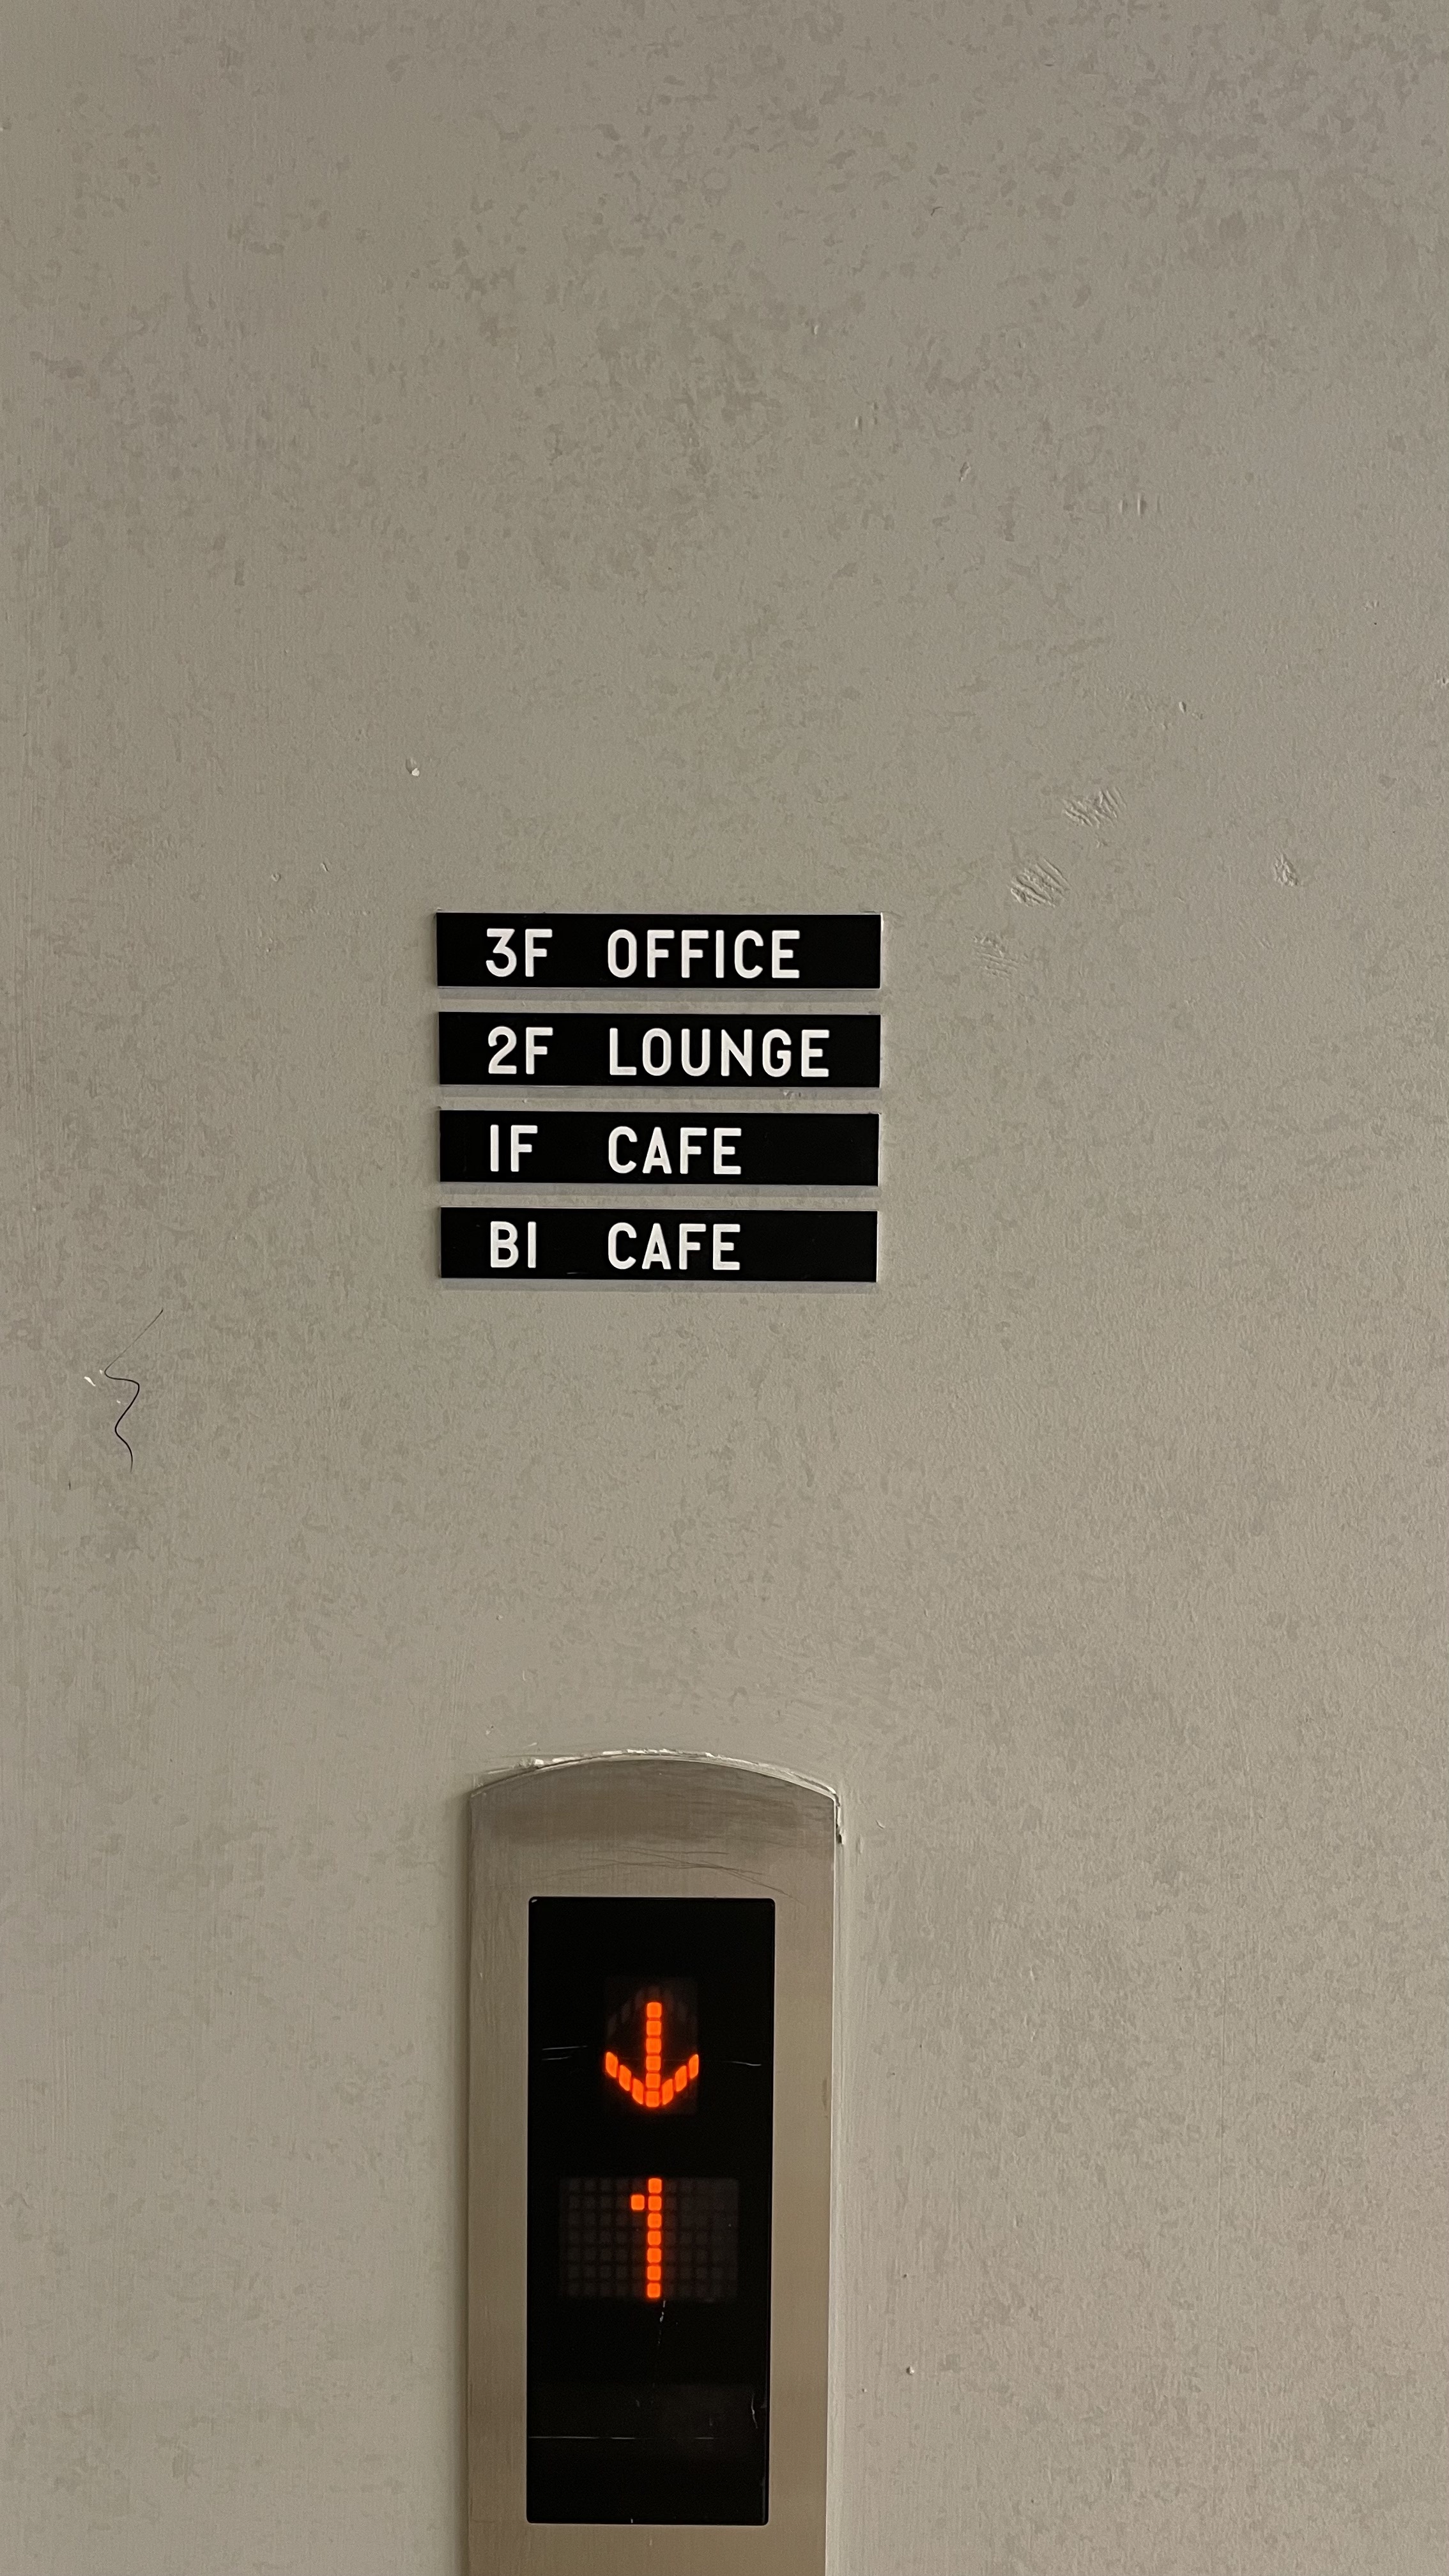 3F OFFICE
2F LOUNGE
1F CAFE
B1 CAFE
↓
1